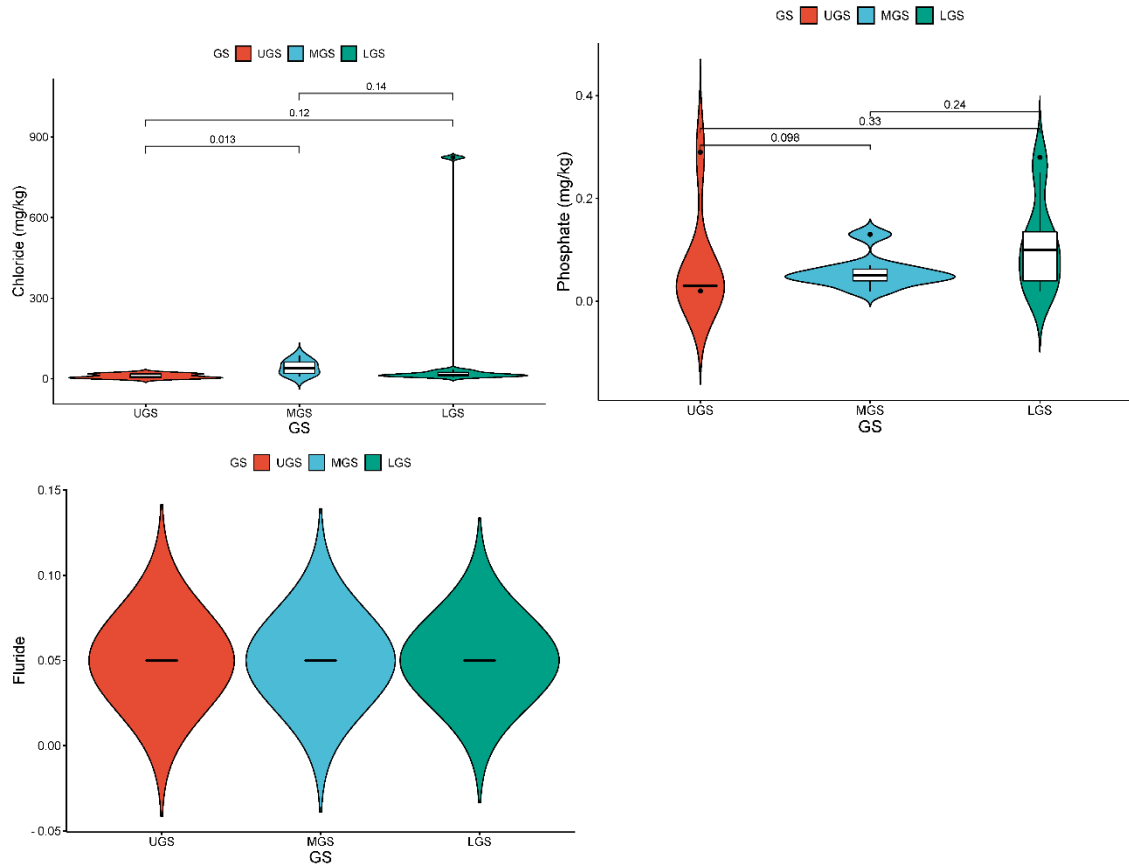 GS UGS MGS LGS
Chloride (mg/kg)
900
600
300
0
0.14
0.12
0.013
UGS MGS LGS
GS
GS UGS MGS LGS
Phosphate (mg/kg)
0.4
0.2
0.0
0.24
0.33
0.098
UGS MGS LGS
GS
GS UGS MGS LGS
Fluride
0.15
0.10
0.05
0.00
-0.05
UGS MGS LGS
GS